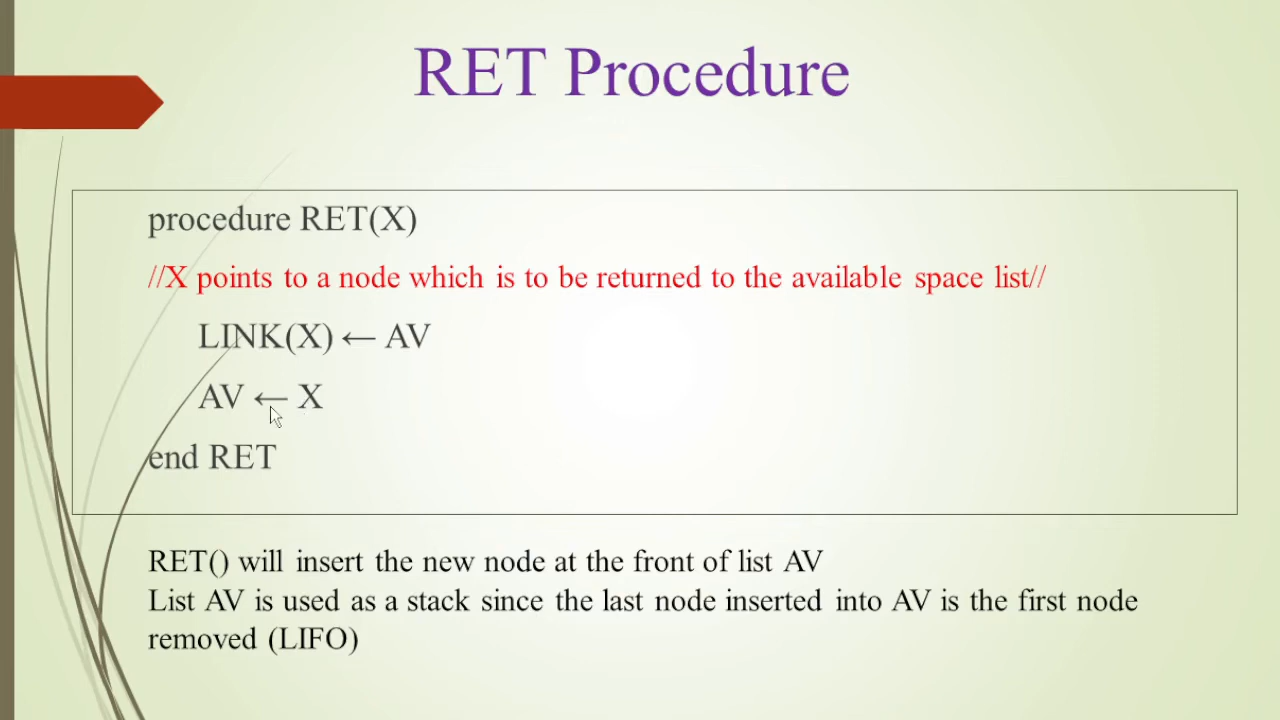 RET Procedure
procedure RET(X)
//X points to a node which is to be returned to the available space list//
LINK(X) ← AV
AV ← X
end RET
RET() will insert the new node at the front of list AV
List AV is used as a stack since the last node inserted into AV is the first node
removed (LIFO)